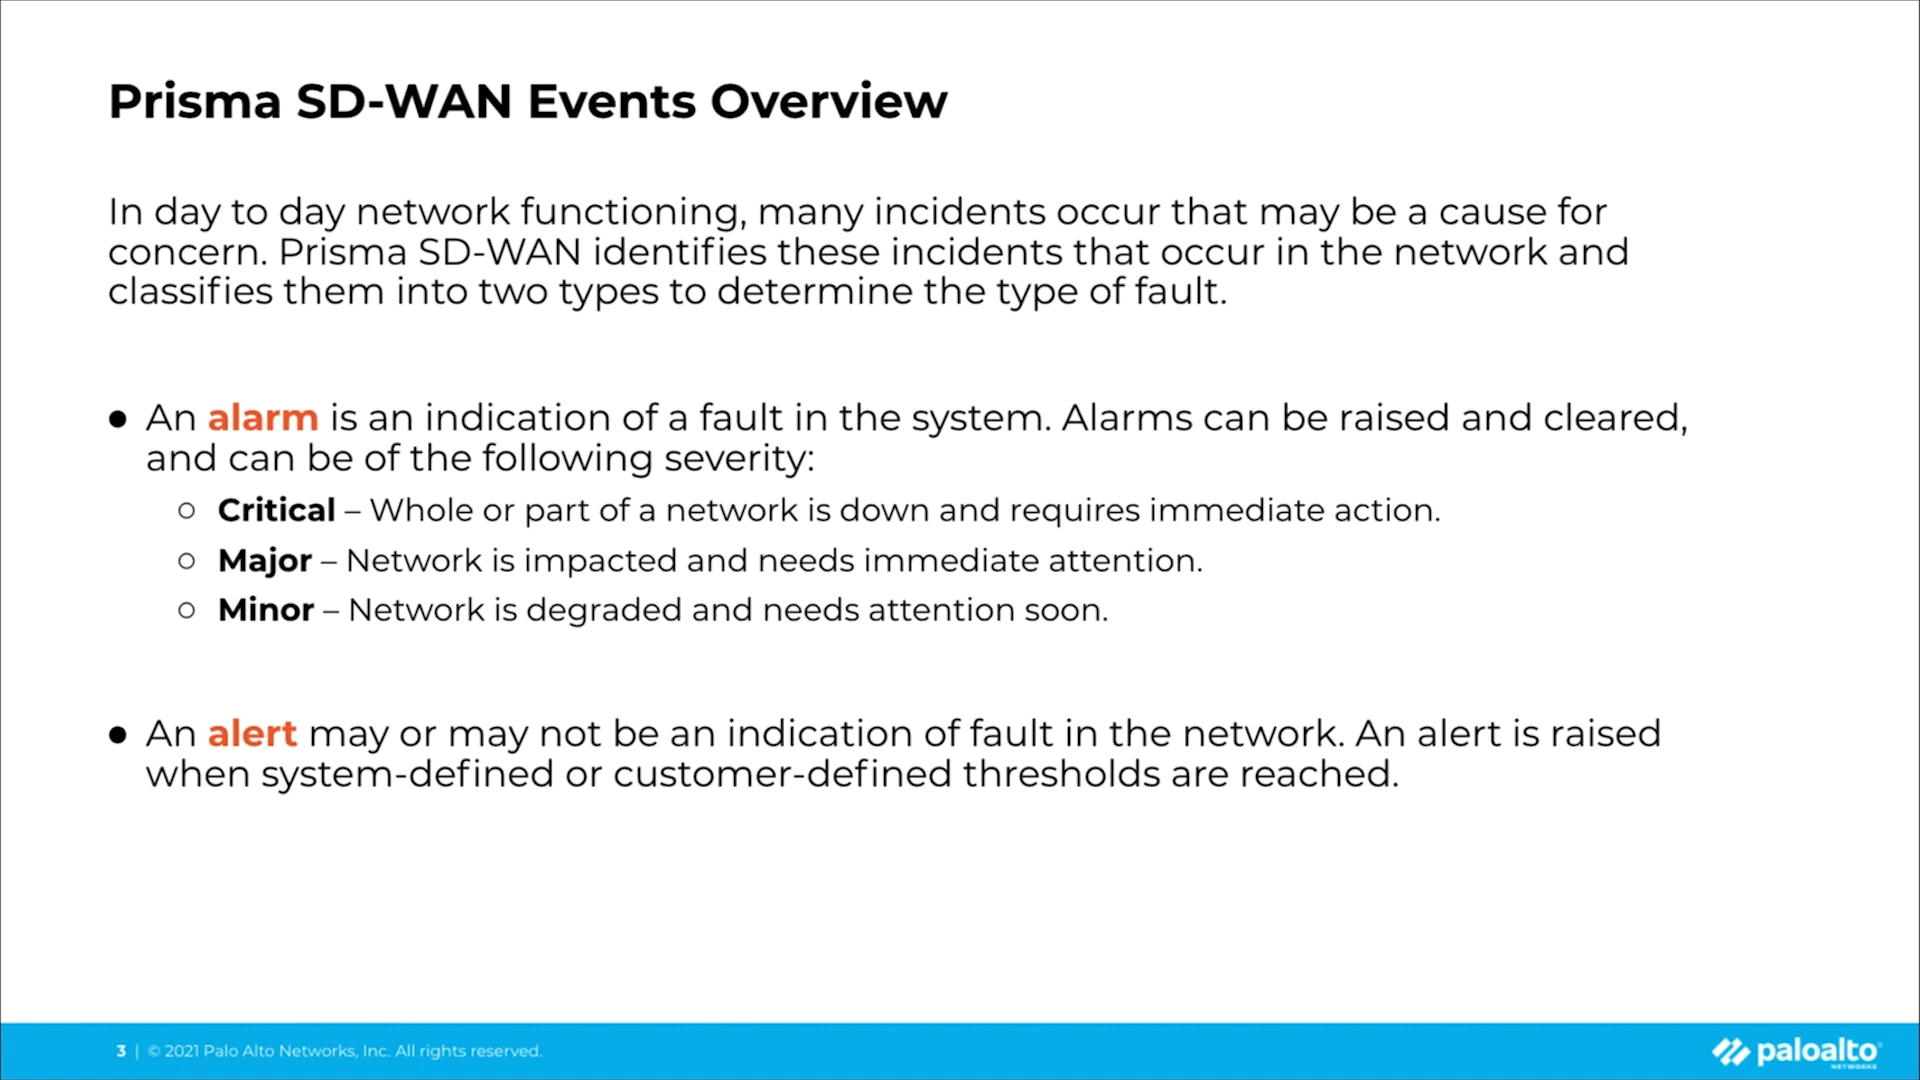 Prisma SD-WAN Events Overview
In day to day network functioning, many incidents occur that may be a cause for
concern. Prisma SD-WAN identifies these incidents that occur in the network and
classifies them into two types to determine the type of fault.
● An alarm is an indication of a fault in the system. Alarms can be raised and cleared,
and can be of the following severity:
○ Critical – Whole or part of a network is down and requires immediate action.
○ Major – Network is impacted and needs immediate attention.
○ Minor – Network is degraded and needs attention soon.
● An alert may or may not be an indication of fault in the network. An alert is raised
when system-defined or customer-defined thresholds are reached.
3 | © 2021 Palo Alto Networks, Inc. All rights reserved.
paloalto
NETWORKS